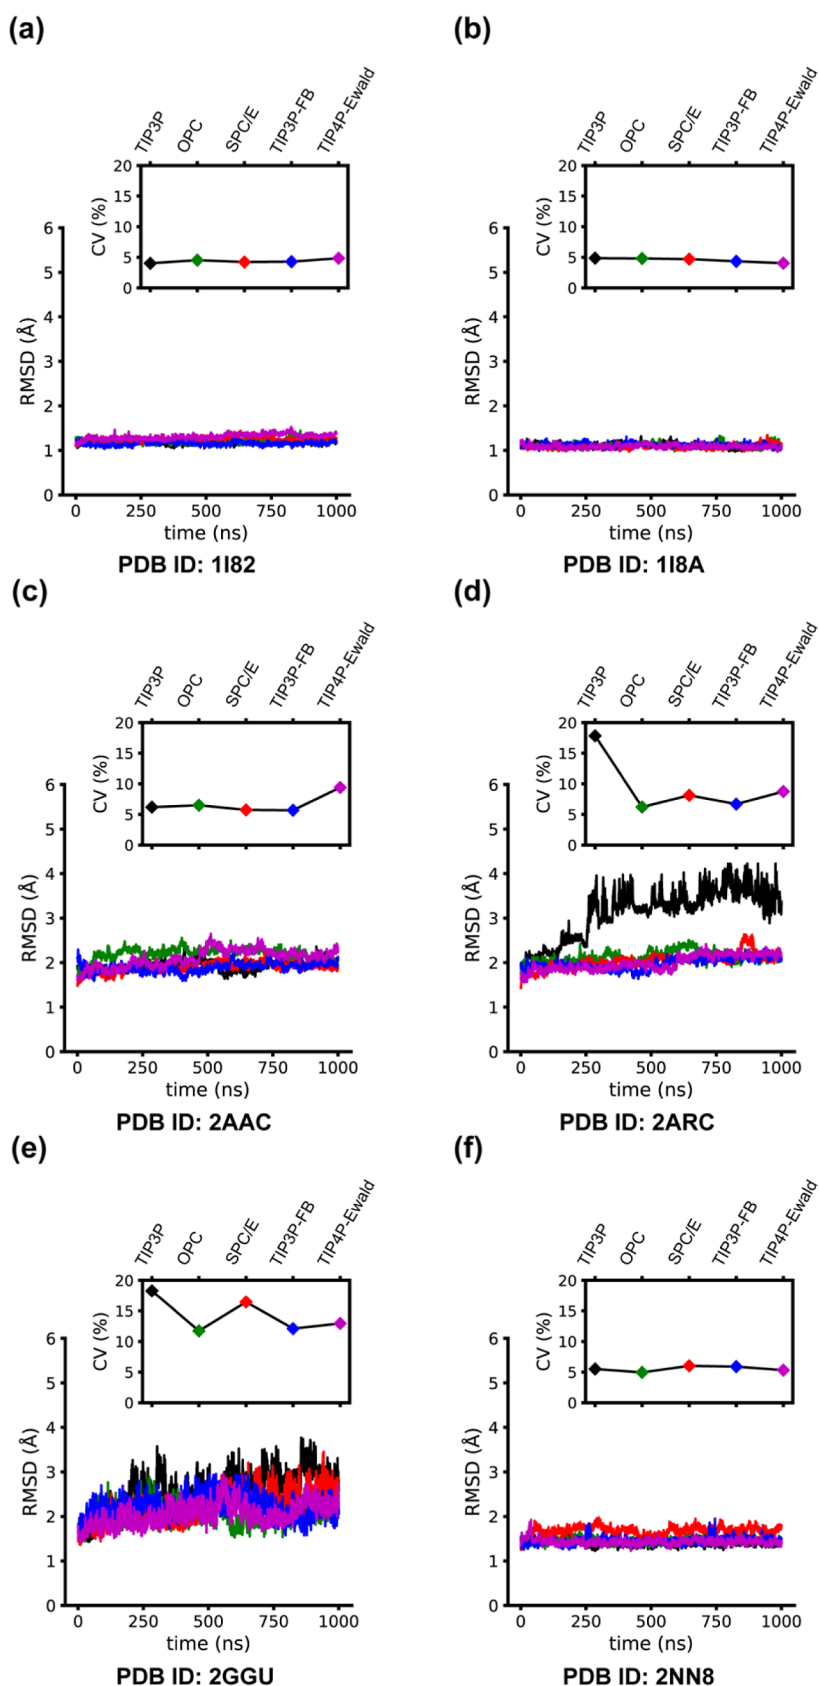 (a)
TIP3P
OPC
SPC/E
TIP3P-FB
TIP4P-Ewald
20
15
10
5
0
CV (%)
6
5
4
3
2
1
0
RMSD (Å)
0 250 500 750 1000
time (ns)
PDB ID: 1I82
(b)
TIP3P
OPC
SPC/E
TIP3P-FB
TIP4P-Ewald
20
15
10
5
0
CV (%)
6
5
4
3
2
1
0
RMSD (Å)
0 250 500 750 1000
time (ns)
PDB ID: 1I8A
(c)
TIP3P
OPC
SPC/E
TIP3P-FB
TIP4P-Ewald
20
15
10
5
0
CV (%)
6
5
4
3
2
1
0
RMSD (Å)
0 250 500 750 1000
time (ns)
PDB ID: 2AAC
(d)
TIP3P
OPC
SPC/E
TIP3P-FB
TIP4P-Ewald
20
15
10
5
0
CV (%)
6
5
4
3
2
1
0
RMSD (Å)
0 250 500 750 1000
time (ns)
PDB ID: 2ARC
(e)
TIP3P
OPC
SPC/E
TIP3P-FB
TIP4P-Ewald
20
15
10
5
0
CV (%)
6
5
4
3
2
1
0
RMSD (Å)
0 250 500 750 1000
time (ns)
PDB ID: 2GGU
(f)
TIP3P
OPC
SPC/E
TIP3P-FB
TIP4P-Ewald
20
15
10
5
0
CV (%)
6
5
4
3
2
1
0
RMSD (Å)
0 250 500 750 1000
time (ns)
PDB ID: 2NN8